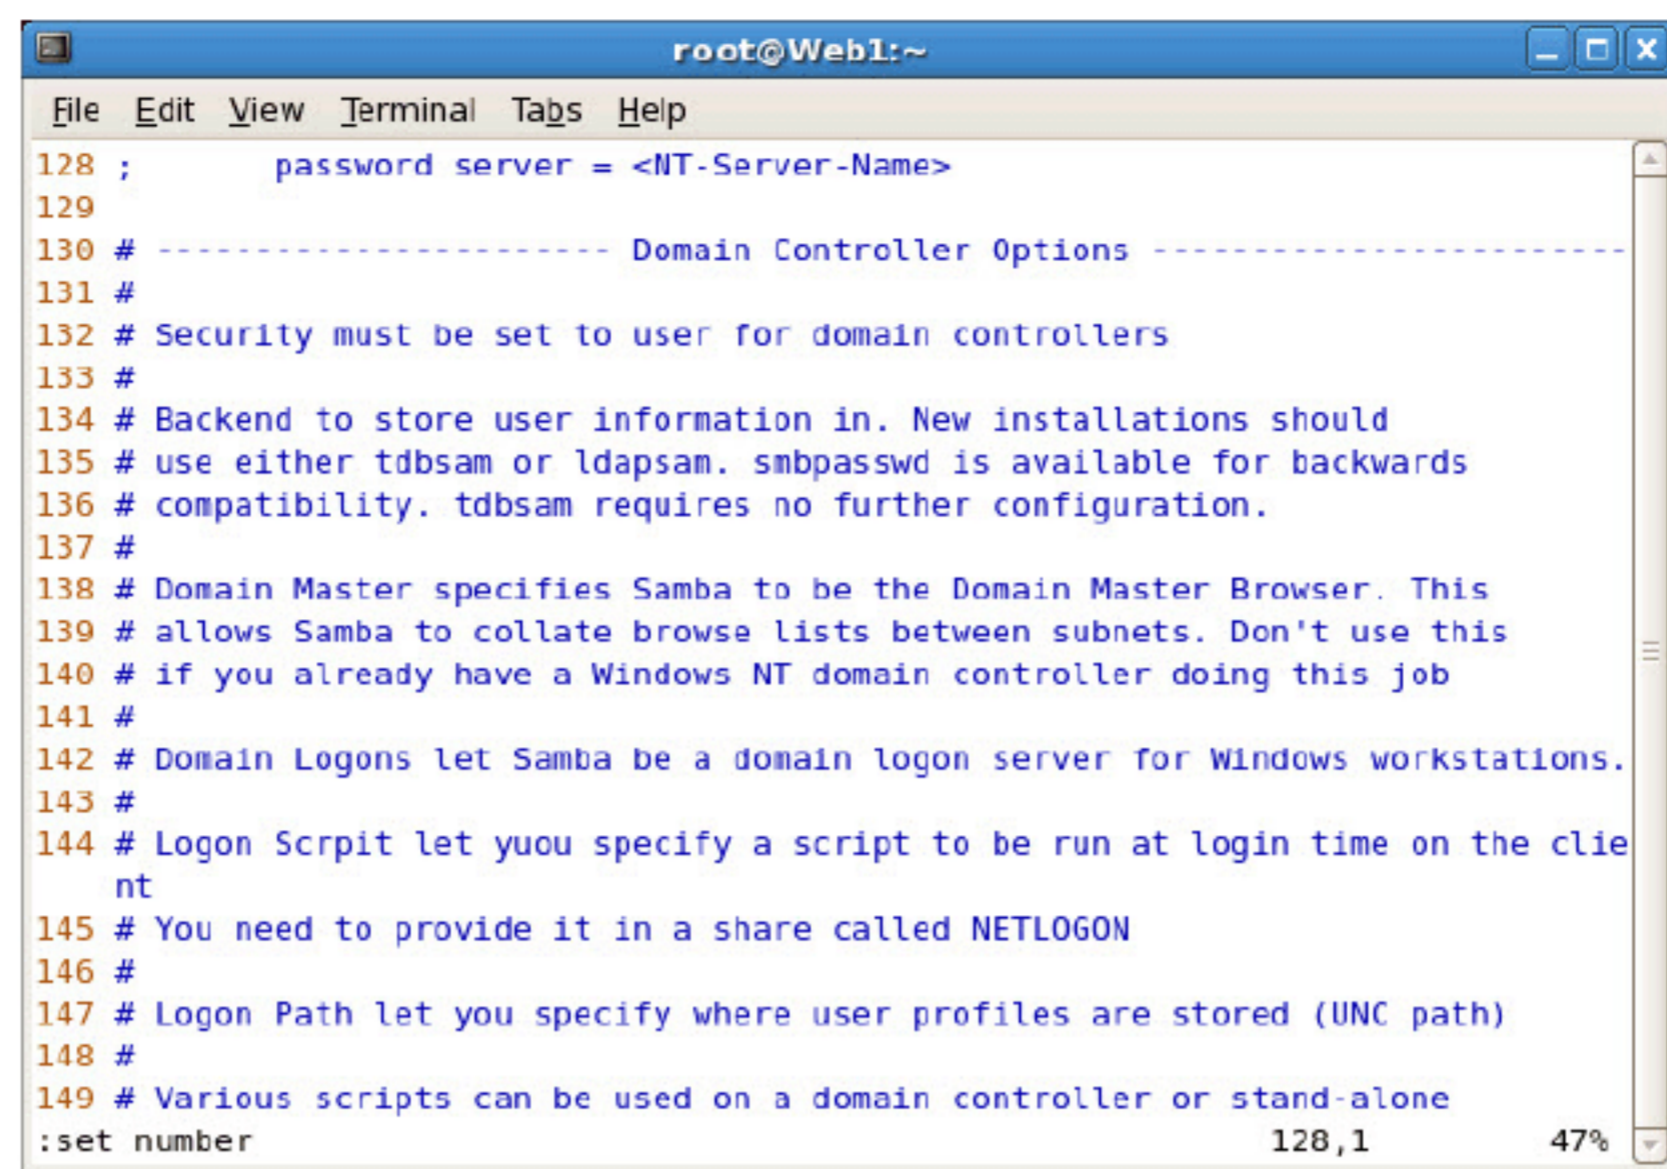 root@Web1:~
File Edit View Terminal Tabs Help
128 ;       password server = <NT-Server-Name>
129
130 # ----------------------- Domain Controller Options ------------------------
131 #
132 # Security must be set to user for domain controllers
133 #
134 # Backend to store user information in. New installations should
135 # use either tdbsam or ldapsam. smbpasswd is available for backwards
136 # compatibility. tdbsam requires no further configuration.
137 #
138 # Domain Master specifies Samba to be the Domain Master Browser. This
139 # allows Samba to collate browse lists between subnets. Don't use this
140 # if you already have a Windows NT domain controller doing this job
141 #
142 # Domain Logons let Samba be a domain logon server for Windows workstations.
143 #
144 # Logon Scrpit let yuou specify a script to be run at login time on the clie
nt
145 # You need to provide it in a share called NETLOGON
146 #
147 # Logon Path let you specify where user profiles are stored (UNC path)
148 #
149 # Various scripts can be used on a domain controller or stand-alone
:set number 128,1 47%